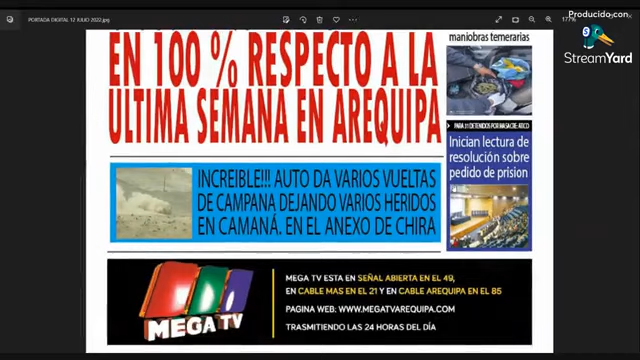 PORTADA DIGITAL 12 JULIO 2022.jpg
177%
Producido con
StreamYard
EN 100 % RESPECTO A LA
ULTIMA SEMANA EN AREQUIPA
maniobras temerarias
Inician lectura de
resolución sobre
pedido de prision
INCREIBLE!!! AUTO DA VARIOS VUELTAS
DE CAMPANA DEJANDO VARIOS HERIDOS
EN CAMANÁ. EN EL ANEXO DE CHIRA
MEGA TV
MEGA TV ESTA EN SEÑAL ABIERTA EN EL 49,
EN CABLE MAS EN EL 21 Y EN CABLE AREQUIPA EN EL 85
PAGINA WEB: WWW.MEGATVAREQUIPA.COM
TRASMITIENDO LAS 24 HORAS DEL DÍA